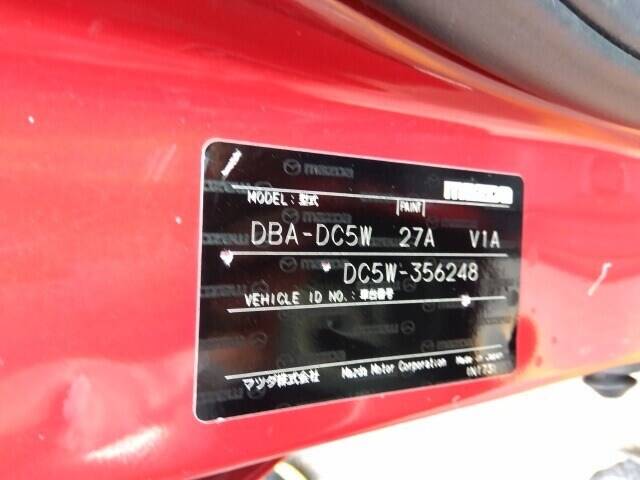 mazda
MODEL:型式 PAINT
DBA-DC5W 27A V1A
DC5W-356248
VEHICLE ID NO.:車台番号
マツダ株式会社 Mazda Motor Corporation Made in Japan
(N173)